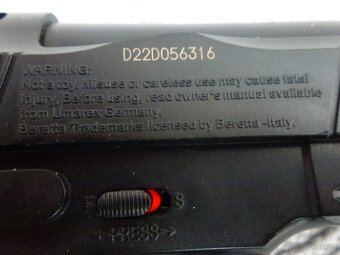 D22D056316
WARNING:
Not a toy. Misuse or careless use may cause fatal
injury. Before using, read owner's manual available
from Umarex Germany.
Beretta Trademarks licensed by Beretta -Italy.
S
<-PRESS->